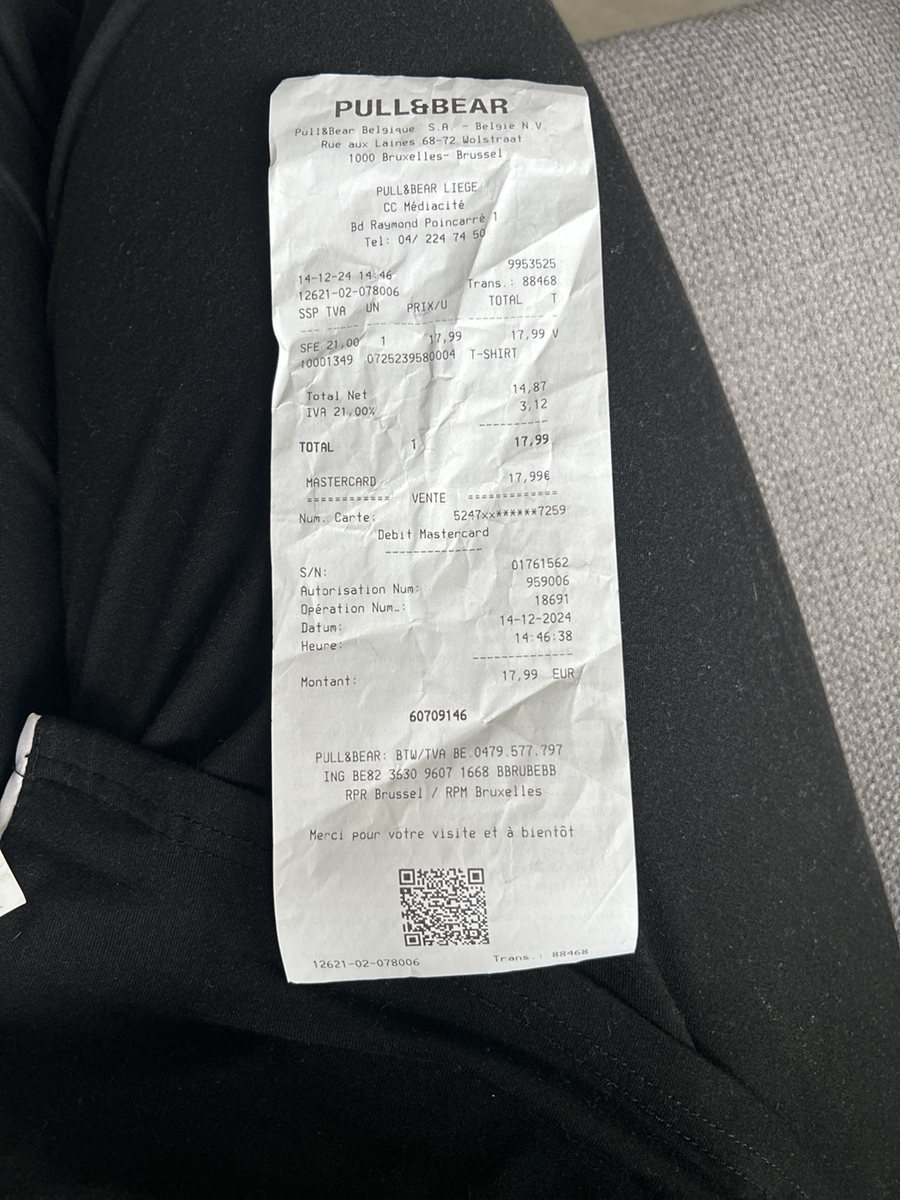 PULL&BEAR
Pull&Bear Belgique S.A. - Belgie N.V
Rue aux Laines 68-72 Wolstraat
1000 Bruxelles- Brussel
PULL&BEAR LIEGE
CC Médiacité
Bd Raymond Poincarré 1
Tel: 04/ 224 74 50
9953525
14-12-24 14:46 Trans.: 88468
12621-02-078006
SSP TVA UN PRIX/U TOTAL T
SFE 21,00 1 17,99 17,99 V
10001349 0725239580004 T-SHIRT
Total Net 14,87
IVA 21,00% 3,12
TOTAL 1 17,99
MASTERCARD 17,99€
============ VENTE =============
Num. Carte: 5247xx******7259
Debit Mastercard
S/N: 01761562
Autorisation Num: 959006
Opération Num.: 18691
Datum: 14-12-2024
Heure: 14:46:38
Montant: 17,99 EUR
60709146
PULL&BEAR: BTW/TVA BE.0479.577.797
ING BE82 3630 9607 1668 BBRUBEBB
RPR Brussel / RPM Bruxelles
Merci pour votre visite et à bientôt
12621-02-078006 Trans.: 88468